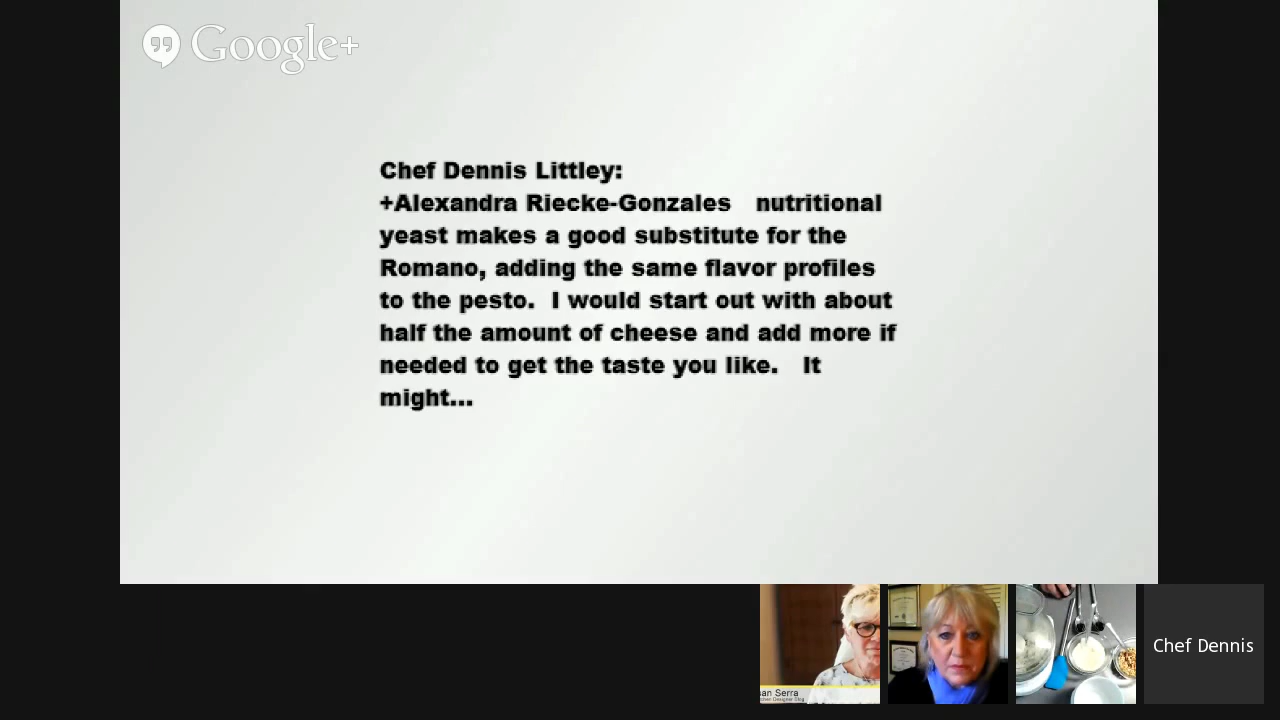 Google+
Chef Dennis Littley:
+Alexandra Riecke-Gonzales   nutritional
yeast makes a good substitute for the
Romano, adding the same flavor profiles
to the pesto.  I would start out with about
half the amount of cheese and add more if
needed to get the taste you like.   It
might...
san Serra
Chef Dennis